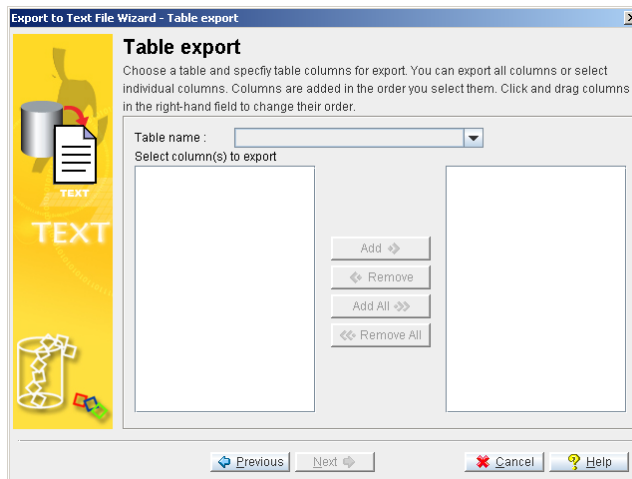 Export to Text File Wizard - Table export
Table export
Choose a table and specfiy table columns for export. You can export all columns or select
individual columns. Columns are added in the order you select them. Click and drag columns
in the right-hand field to change their order.
Table name :
Select column(s) to export
TEXT
TEXT
Add
Remove
Add All
Remove All
Previous
Next
Cancel
Help